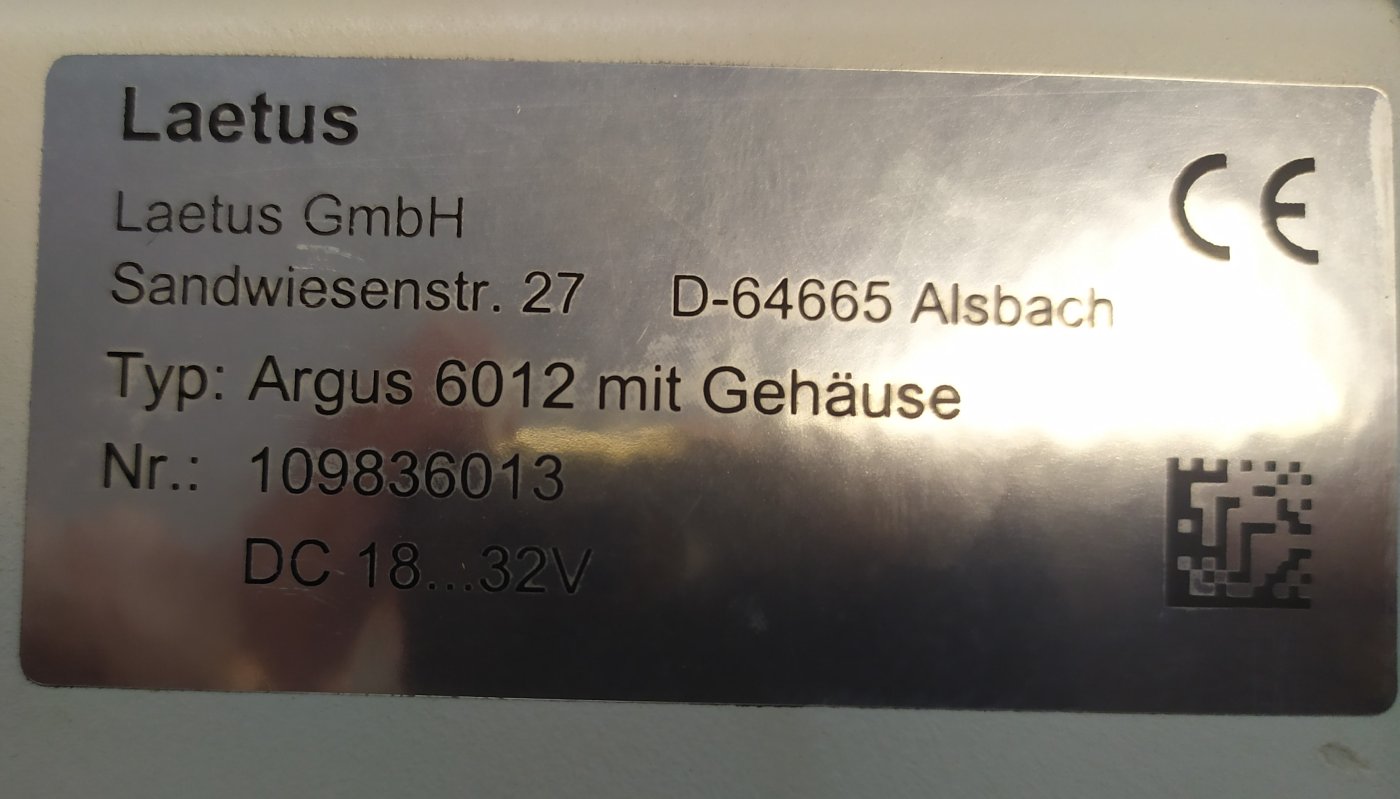 Laetus
CE
Laetus GmbH
Sandwiesenstr. 27 D-64665 Alsbach
Typ: Argus 6012 mit Gehäuse
Nr.: 109836013
DC 18...32V